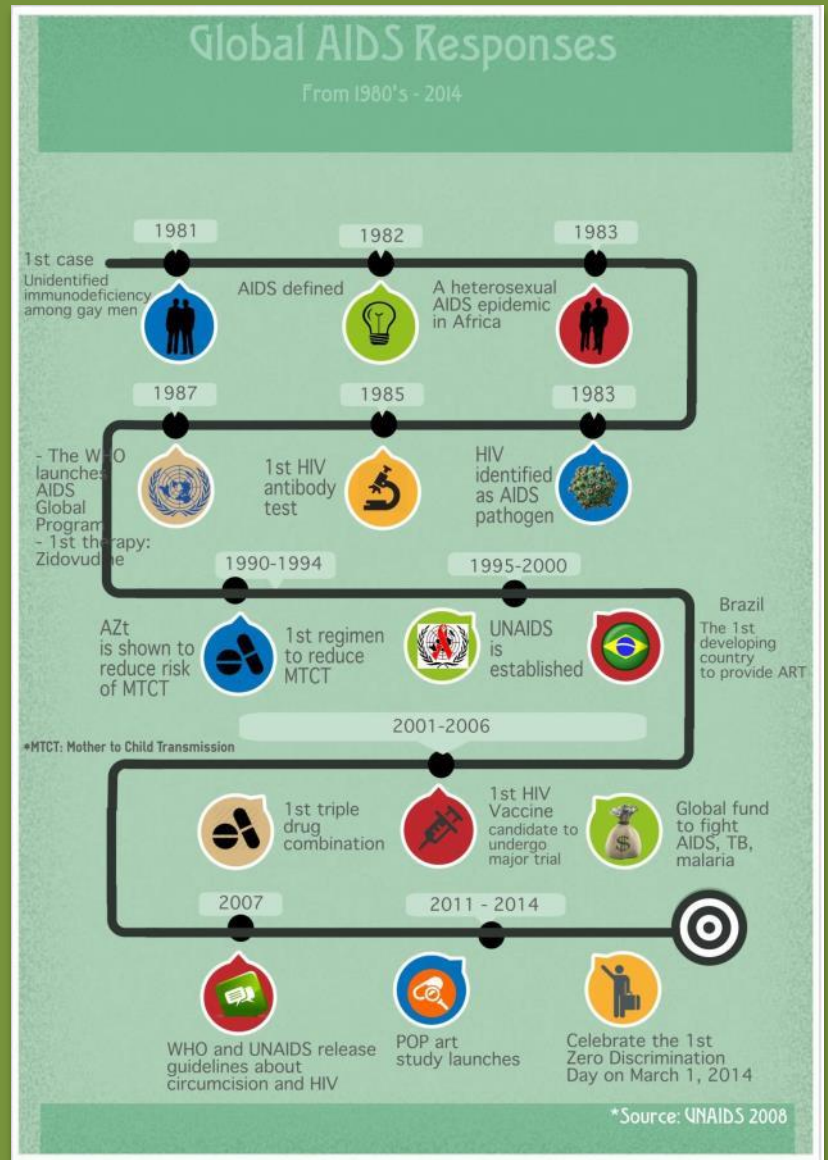 Global AIDS Responses
From 1980's - 2014
1981
1982
1983
1st case
Unidentified
immunodeficiency
among gay men
AIDS defined
A heterosexual
AIDS epidemic
in Africa
1987
1985
1983
- The WHO
launches
AIDS
Global
Program
- 1st therapy:
Zidovudine
1st HIV
antibody
test
HIV
identified
as AIDS
pathogen
1990-1994
1995-2000
AZt
is shown to
reduce risk
of MTCT
1st regimen
to reduce
MTCT
UNAIDS
is
established
Brazil
The 1st
developing
country
to provide ART
2001-2006
*MTCT: Mother to Child Transmission
1st triple
drug
combination
1st HIV
Vaccine
candidate to
undergo
major trial
$
Global fund
to fight
AIDS, TB,
malaria
2007
2011 - 2014
WHO and UNAIDS release
guidelines about
circumcision and HIV
POP art
study launches
Celebrate the 1st
Zero Discrimination
Day on March 1, 2014
*Source: UNAIDS 2008